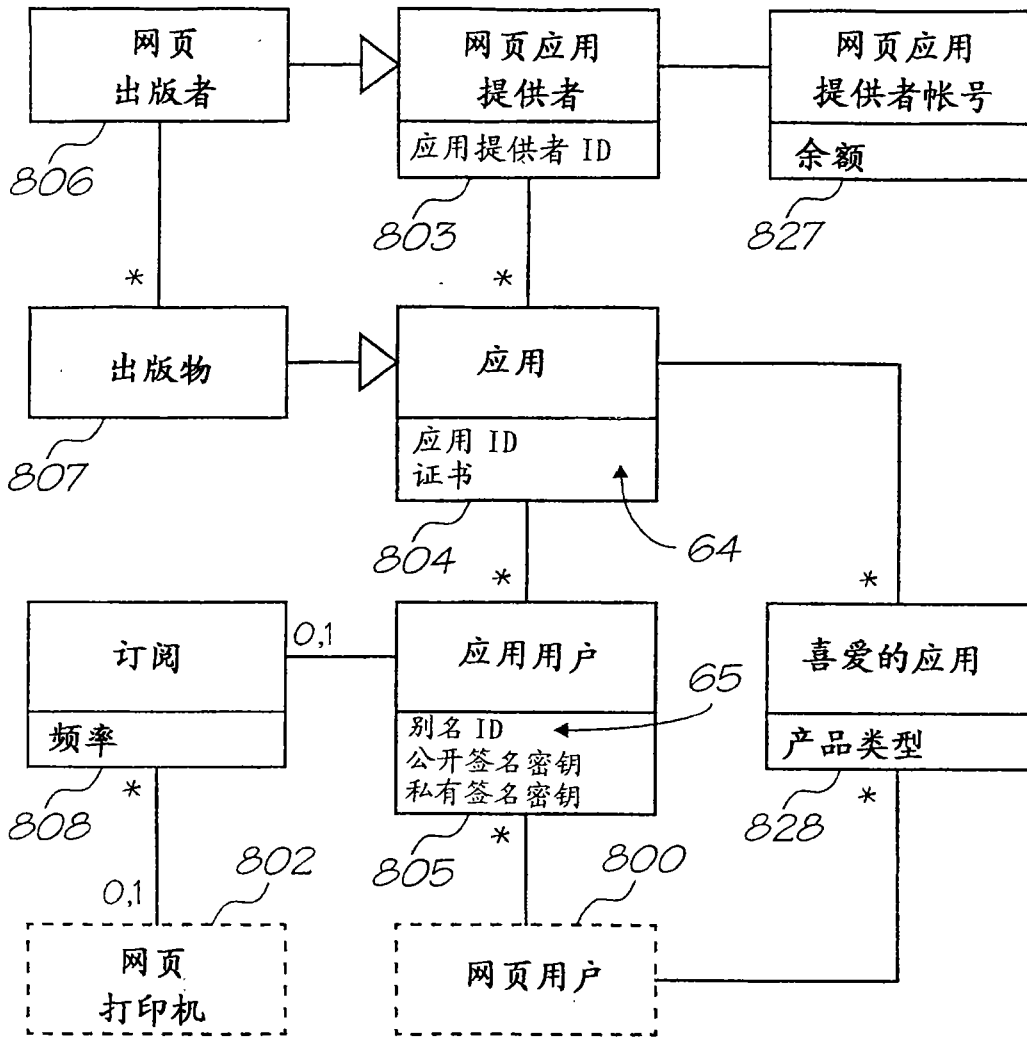 网页
出版者
网页应用
提供者
应用提供者 ID
网页应用
提供者帐号
余额
806
803
827
*
*
出版物
应用
应用 ID
证书
807
804
64
*
*
订阅
频率
0,1
应用用户
别名 ID
公开签名密钥
私有签名密钥
65
喜爱的应用
产品类型
808
*
805
*
828
*
802
800
0,1
网页
打印机
网页用户